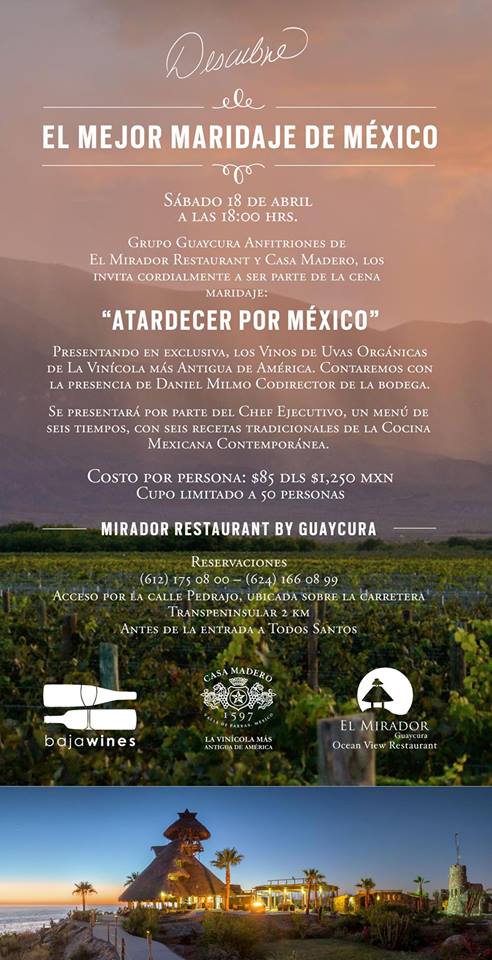 Descubre
EL MEJOR MARIDAJE DE MÉXICO
Sábado 18 de abril
a las 18:00 hrs.
Grupo Guaycura Anfitriones de
El Mirador Restaurant y Casa Madero, los
invita cordialmente a ser parte de la cena
maridaje:
“ATARDECER POR MÉXICO”
Presentando en exclusiva, los Vinos de Uvas Orgánicas
de La Vinícola más Antigua de América. Contaremos con
la presencia de Daniel Milmo Codirector de la bodega.
Se presentará por parte del Chef Ejecutivo, un menú de
seis tiempos, con seis recetas tradicionales de la Cocina
Mexicana Contemporánea.
Costo por persona: $85 dls $1,250 mxn
Cupo limitado a 50 personas
MIRADOR RESTAURANT BY GUAYCURA
Reservaciones
(612) 175 08 00 – (624) 166 08 99
Acceso por la calle Pedrajo, ubicada sobre la carretera
Transpeninsular 2 km
Antes de la entrada a Todos Santos
bajawines
CASA MADERO
1597
VALLE DE PARRAS, MÉXICO
LA VINÍCOLA MÁS
ANTIGUA DE AMÉRICA
El Mirador
Guaycura
Ocean View Restaurant